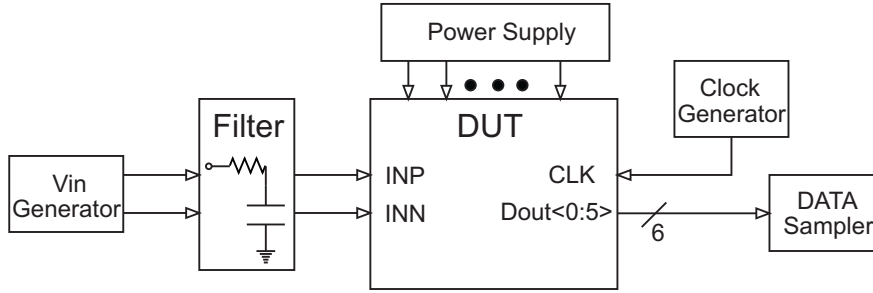 Power Supply
Clock
Generator
Filter
DUT
Vin
Generator
INP
CLK
INN
Dout<0:5>
6
DATA
Sampler